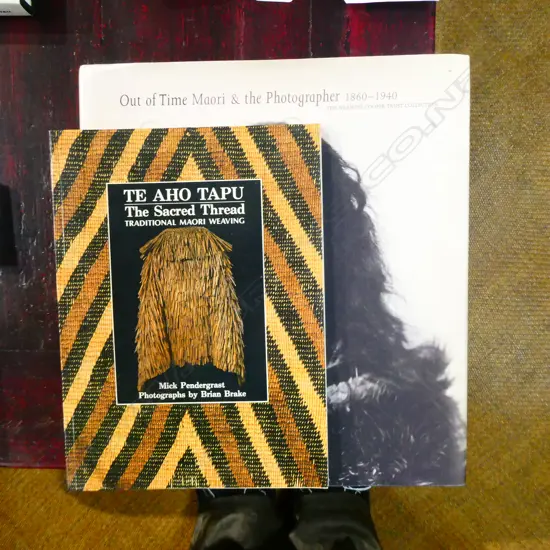 Out of Time Maori & the Photographer 1860–1940
TE AHO TAPU
The Sacred Thread
TRADITIONAL MAORI WEAVING
Mick Pendergrast
Photographs by Brian Brake